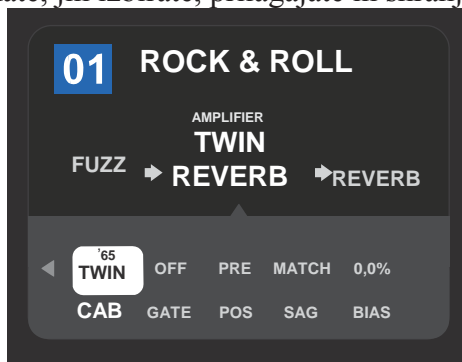 01 ROCK & ROLL
AMPLIFIER
TWIN
FUZZ REVERB REVERB
'65
TWIN OFF PRE MATCH 0,0%
CAB GATE POS SAG BIAS